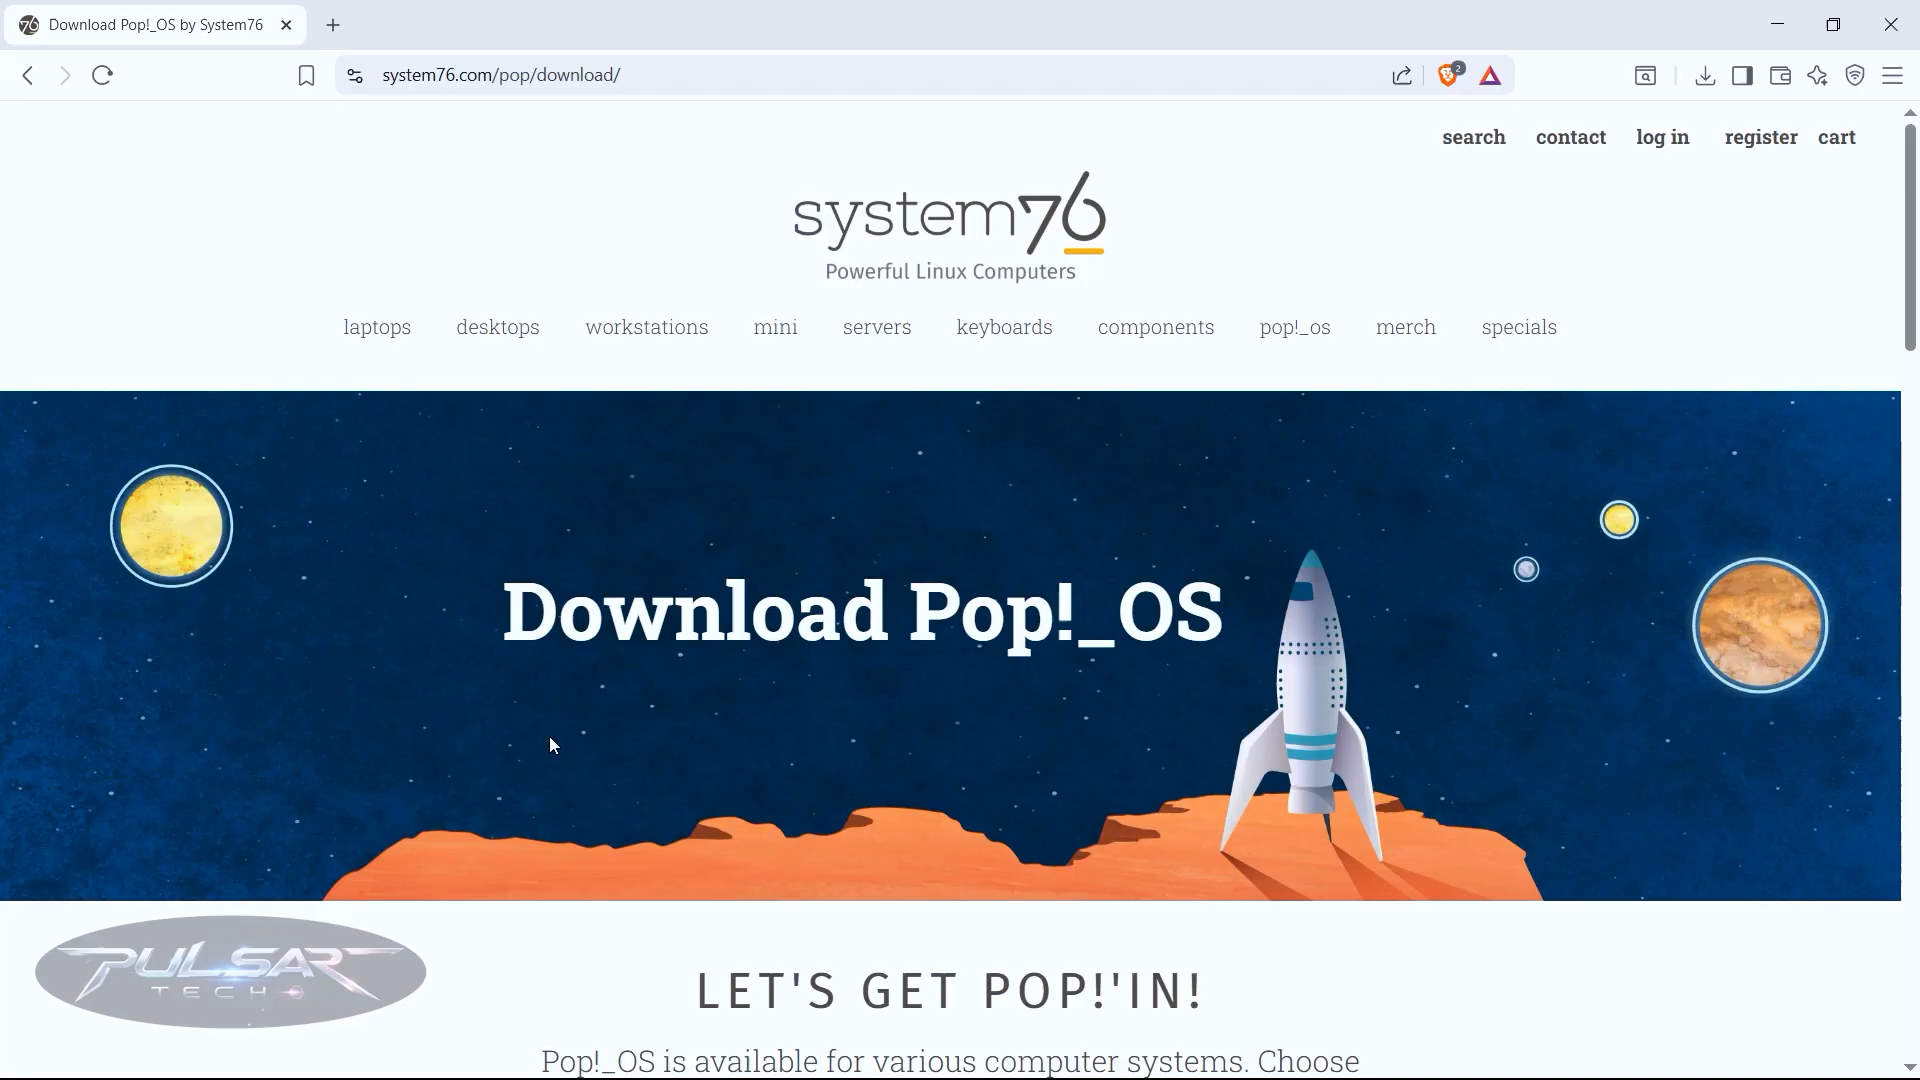 Download Pop!_OS by System76
system76.com/pop/download/
2
search contact log in register cart
system76
Powerful Linux Computers
laptops desktops workstations mini servers keyboards components pop!_os merch specials
Download Pop!_OS
PULSAR
TECH
LET'S GET POP!'IN!
Pop!_OS is available for various computer systems. Choose